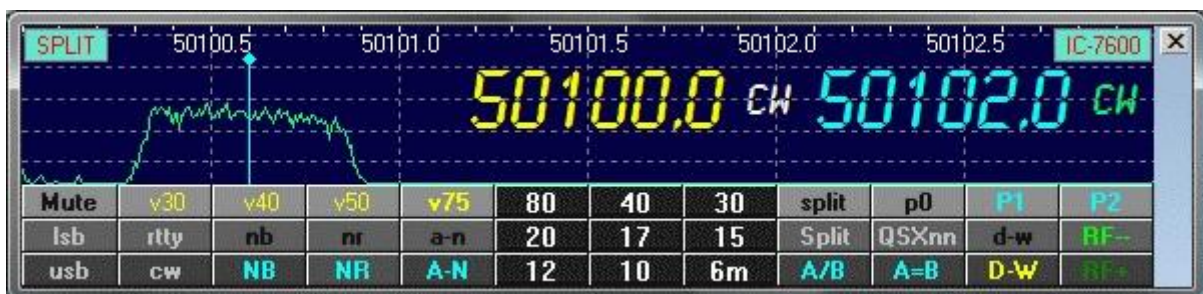 SPLIT 50100.5 50101.0 50101.5 50102.0 50102.5 IC-7600 X
50100.0 CW 50102.0 CW
Mute v30 v40 v50 v75 80 40 30 split p0 P1 P2
lsb rtty nb nr a-n 20 17 15 Split QSXnn d-w RF--
usb cw NB NR A-N 12 10 6m A/B A=B D-W RF+